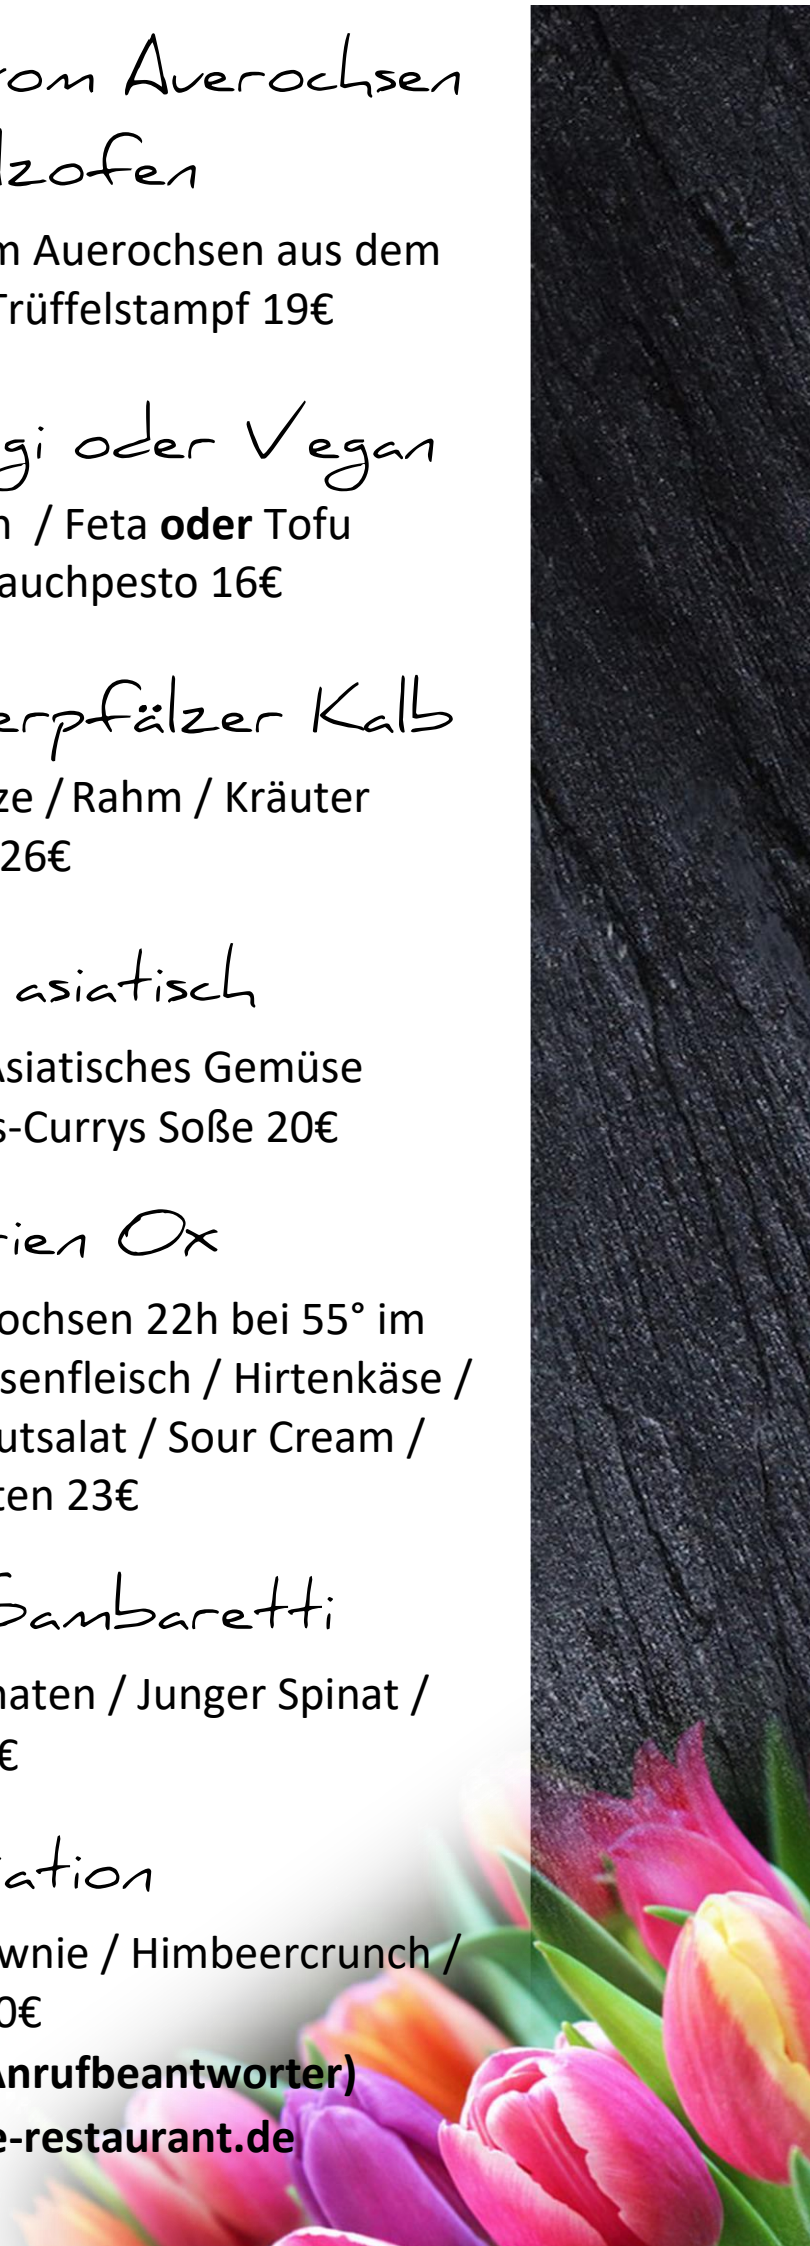 vom Auerochsen
lzofen
m Auerochsen aus dem
Trüffelstampf 19€
gi oder Vegan
n / Feta oder Tofu
auchpesto 16€
erpfälzer Kalb
ze / Rahm / Kräuter
26€
asiatisch
Asiatisches Gemüse
s-Currys Soße 20€
rien Ox
ochsen 22h bei 55° im
senfleisch / Hirtenkäse /
utsalat / Sour Cream /
ten 23€
Gambaretti
naten / Junger Spinat /
€
ation
wnie / Himbeercrunch /
0€
Anrufbeantworter)
e-restaurant.de